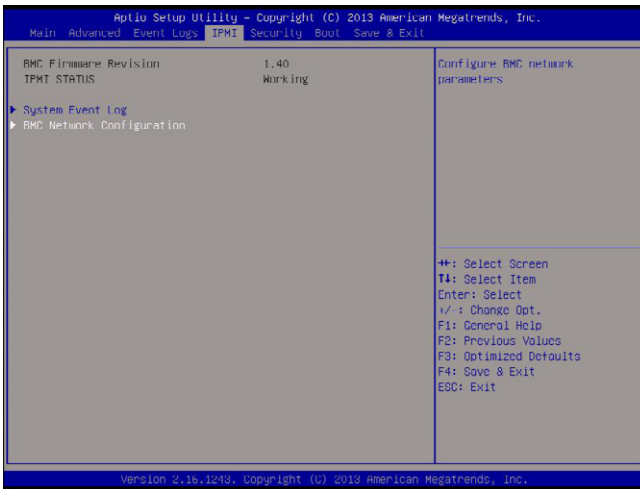 Aptio Setup Utility – Copyright (C) 2013 American Megatrends, Inc.
Main Advanced Event Logs IPMI Security Boot Save & Exit
BMC Firmware Revision 1.40
IPMI STATUS Working
System Event Log
BMC Network Configuration
Configure BMC network
parameters
→←: Select Screen
↑↓: Select Item
Enter: Select
+/-: Change Opt.
F1: General Help
F2: Previous Values
F3: Optimized Defaults
F4: Save & Exit
ESC: Exit
Version 2.16.1243. Copyright (C) 2013 American Megatrends, Inc.